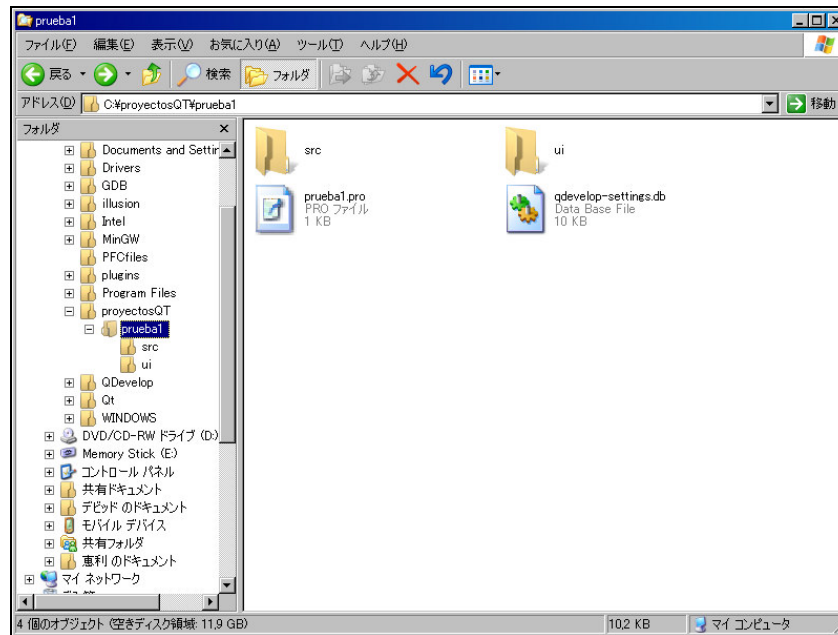 prueba1
ファイル(F) 編集(E) 表示(V) お気に入り(A) ツール(T) ヘルプ(H)
戻る 検索 フォルダ
アドレス(D) C:¥proyectosQT¥prueba1 移動
フォルダ
Documents and Settir
Drivers
GDB
illusion
Intel
MinGW
PFCfiles
plugins
Program Files
proyectosQT
prueba1
src
ui
QDevelop
Qt
WINDOWS
DVD/CD-RW ドライブ (D:)
Memory Stick (E:)
コントロール パネル
共有ドキュメント
デビッド のドキュメント
モバイル デバイス
共有フォルダ
恵利 のドキュメント
マイ ネットワーク
src
ui
prueba1.pro
PRO ファイル
1 KB
qdevelop-settings.db
Data Base File
10 KB
4 個のオブジェクト (空きディスク領域: 11,9 GB)
10,2 KB
マイ コンピュータ